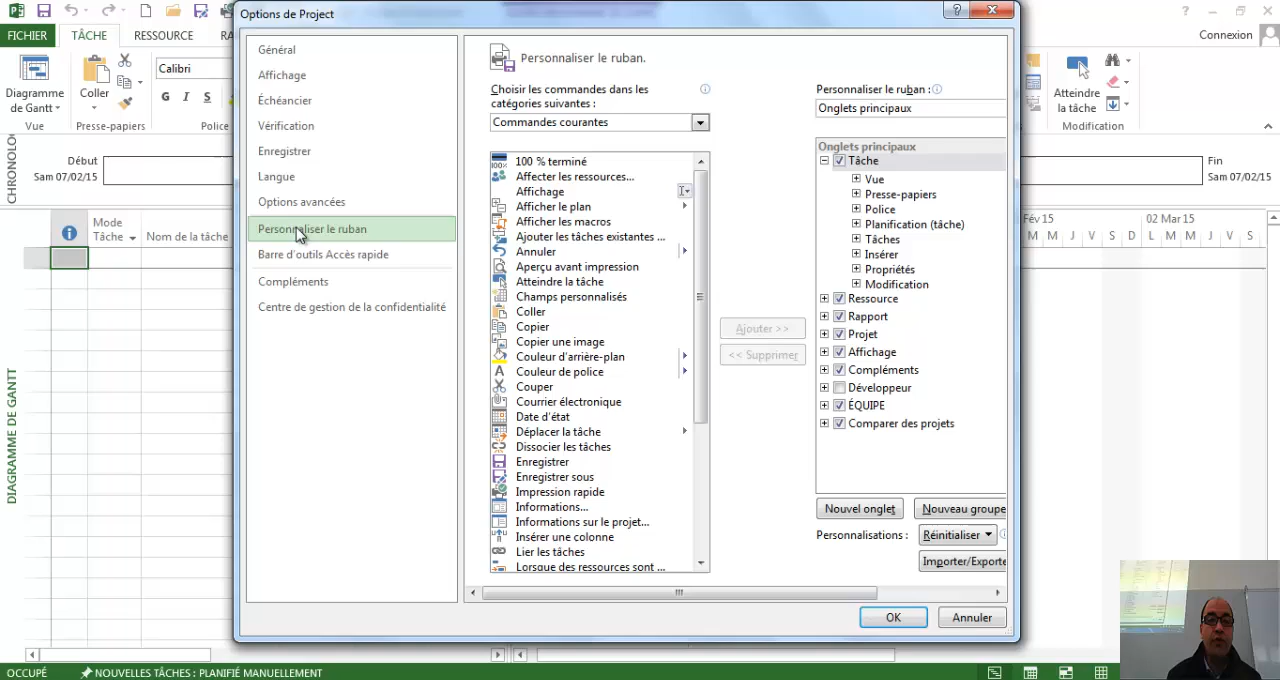 Options de Project
FICHIER
TÂCHE
RESSOURCE
RA
Connexion
Diagramme de Gantt
Vue
Coller
Presse-papiers
Calibri
G I S
Police
Atteindre la tâche
Modification
CHRONOLOG
Début
Sam 07/02/15
Fin
Sam 07/02/15
Mode Tâche
Nom de la tâche
Fév 15
02 Mar 15
M M J V S D L M M J V S
DIAGRAMME DE GANTT
Général
Affichage
Échéancier
Vérification
Enregistrer
Langue
Options avancées
Personnaliser le ruban
Barre d'outils Accès rapide
Compléments
Centre de gestion de la confidentialité
Personnaliser le ruban.
Choisir les commandes dans les catégories suivantes :
Commandes courantes
100 % terminé
Affecter les ressources...
Affichage
Afficher le plan
Afficher les macros
Ajouter les tâches existantes ...
Annuler
Aperçu avant impression
Atteindre la tâche
Champs personnalisés
Coller
Copier
Copier une image
Couleur d'arrière-plan
Couleur de police
Couper
Courrier électronique
Date d'état
Déplacer la tâche
Dissocier les tâches
Enregistrer
Enregistrer sous
Impression rapide
Informations...
Informations sur le projet...
Insérer une colonne
Lier les tâches
Lorsque des ressources sont ...
Ajouter >>
<< Supprimer
Personnaliser le ruban :
Onglets principaux
Onglets principaux
Tâche
Vue
Presse-papiers
Police
Planification (tâche)
Tâches
Insérer
Propriétés
Modification
Ressource
Rapport
Projet
Affichage
Compléments
Développeur
ÉQUIPE
Comparer des projets
Nouvel onglet
Nouveau groupe
Personnalisations :
Réinitialiser
Importer/Exporte
OK
Annuler
OCCUPÉ
NOUVELLES TÂCHES : PLANIFIÉ MANUELLEMENT